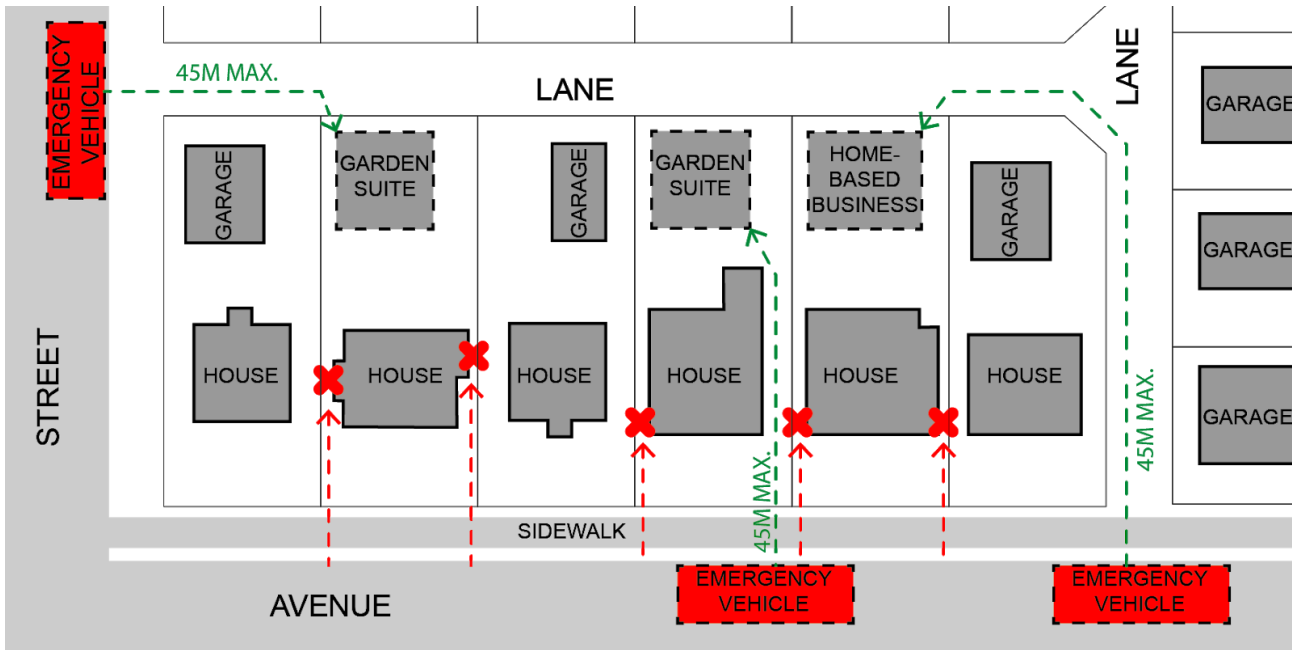 EMERGENCY
VEHICLE
45M MAX.
LANE
LANE
GARAGE
GARAGE
GARDEN
SUITE
GARAGE
GARDEN
SUITE
HOME-
BASED
BUSINESS
GARAGE
GARAGE
STREET
HOUSE
HOUSE
HOUSE
HOUSE
HOUSE
HOUSE
GARAGE
45M MAX.
45M MAX.
SIDEWALK
AVENUE
EMERGENCY
VEHICLE
EMERGENCY
VEHICLE